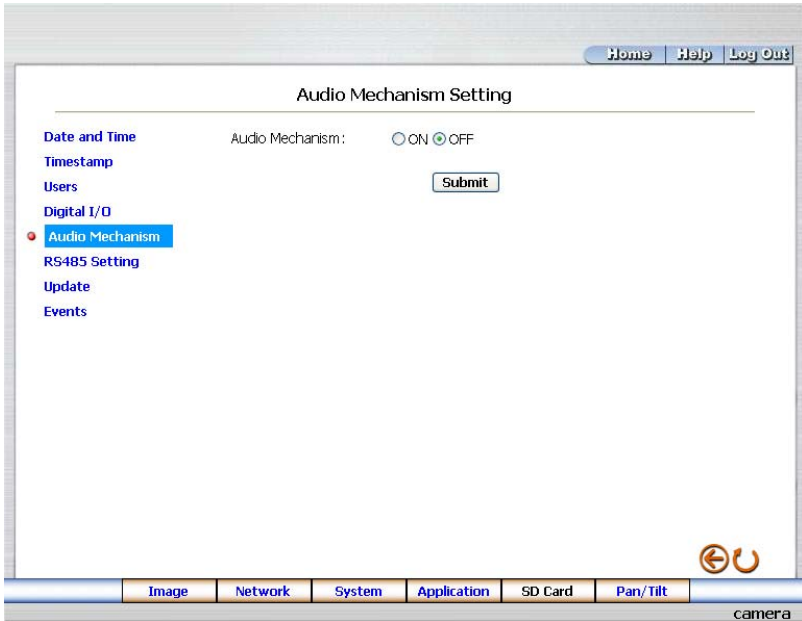 Home Help Log Out
Audio Mechanism Setting
Date and Time
Audio Mechanism: ON OFF
Timestamp
Submit
Users
Digital I/O
Audio Mechanism
RS485 Setting
Update
Events
Image Network System Application SD Card Pan/Tilt
camera